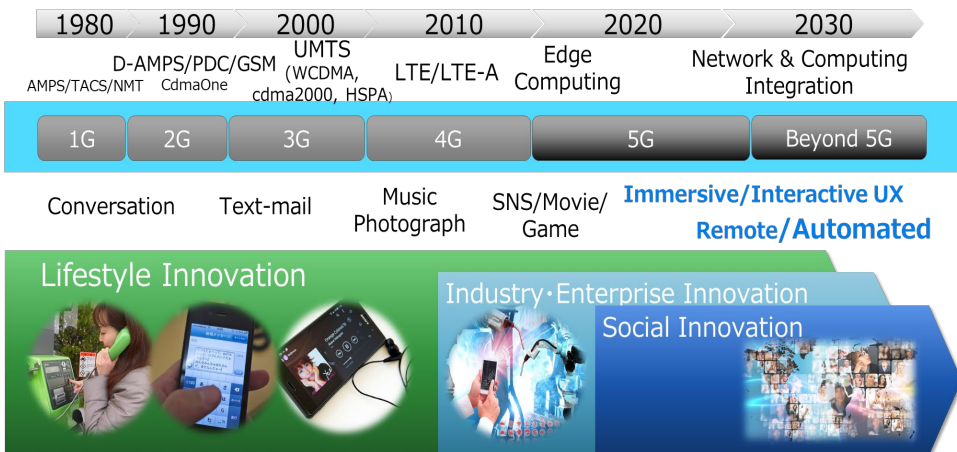 1980 1990 2000 2010 2020 2030
AMPS/TACS/NMT
D-AMPS/PDC/GSM
CdmaOne
UMTS
(WCDMA,
cdma2000, HSPA)
LTE/LTE-A
Edge
Computing
Network & Computing
Integration
1G 2G 3G 4G 5G Beyond 5G
Conversation
Text-mail
Music
Photograph
SNS/Movie/
Game
Immersive/Interactive UX
Remote/Automated
Lifestyle Innovation
Industry・Enterprise Innovation
Social Innovation